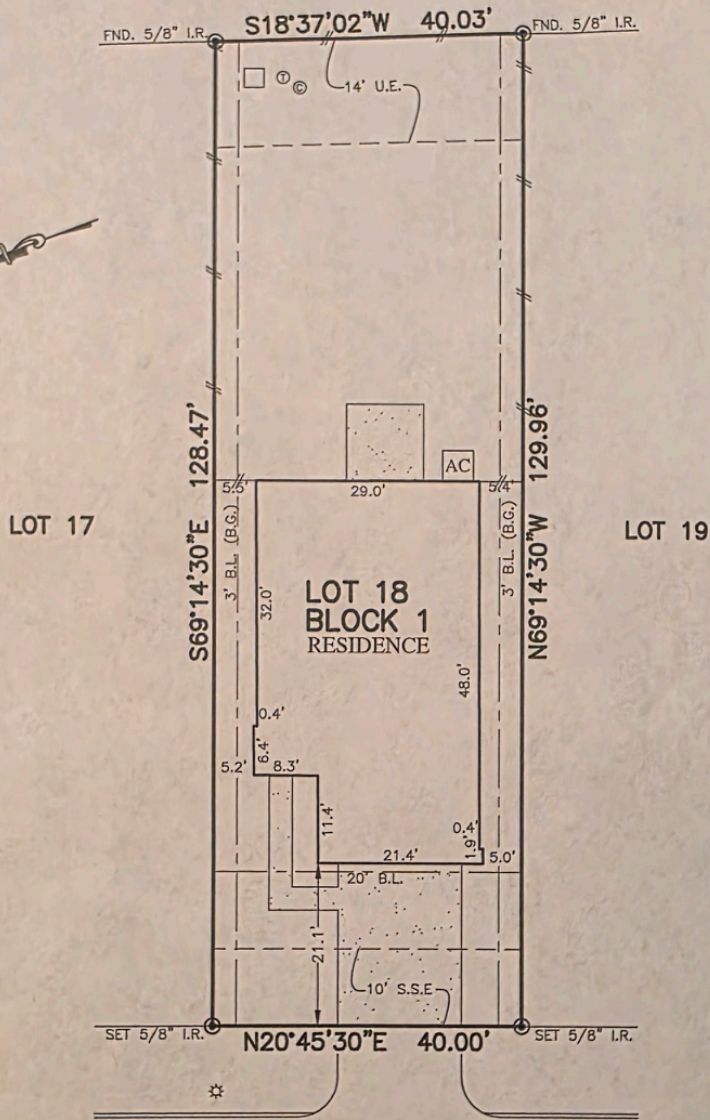 S18°37'02"W 40.03'
FND. 5/8" I.R.
FND. 5/8" I.R.
T
C
14' U.E.
S69°14'30"E 128.47'
N69°14'30"W 129.96'
AC
5.5'
29.0'
5.4'
LOT 17
LOT 19
3' B.L. (B.G.)
3' B.L. (B.G.)
32.0'
LOT 18
BLOCK 1
RESIDENCE
48.0'
0.4'
6.4'
5.2'
8.3'
11.4'
0.4'
1.9'
21.4'
5.0'
20' B.L.
21.1'
10' S.S.E
SET 5/8" I.R.
N20°45'30"E 40.00'
SET 5/8" I.R.